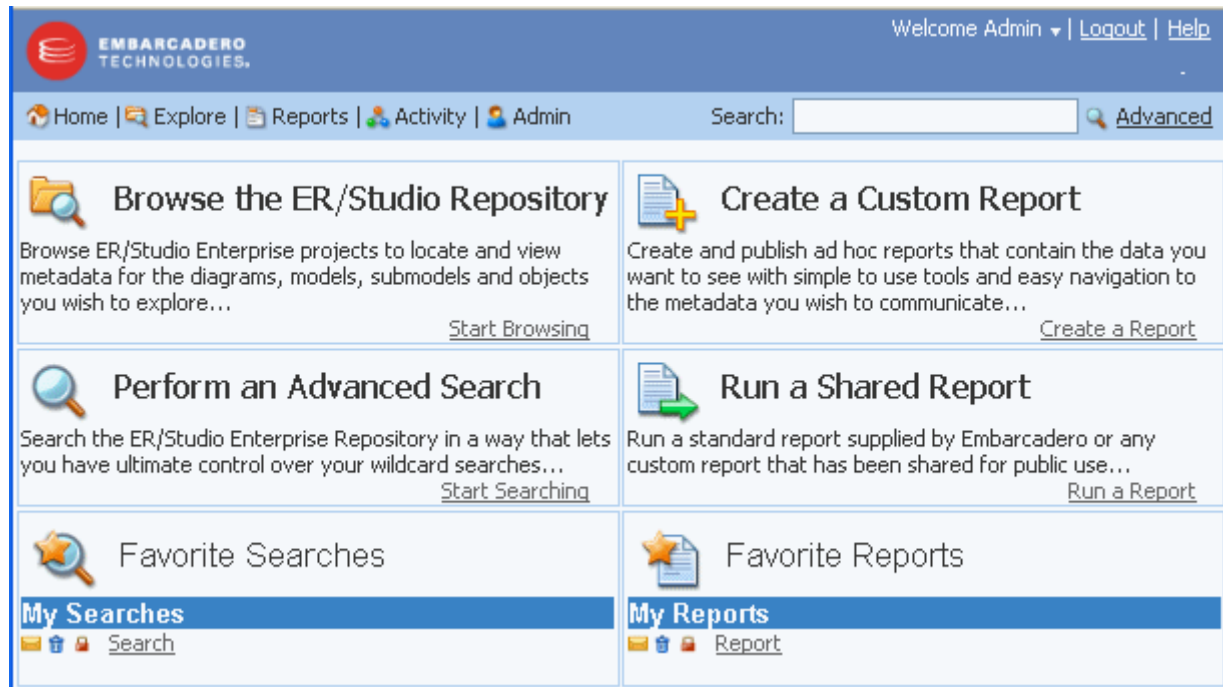 EMBARCADERO
TECHNOLOGIES.
Welcome Admin | Logout | Help
Home | Explore | Reports | Activity | Admin
Search:
Advanced
Browse the ER/Studio Repository
Browse ER/Studio Enterprise projects to locate and view
metadata for the diagrams, models, submodels and objects
you wish to explore...
Start Browsing
Create a Custom Report
Create and publish ad hoc reports that contain the data you
want to see with simple to use tools and easy navigation to
the metadata you wish to communicate...
Create a Report
Perform an Advanced Search
Search the ER/Studio Enterprise Repository in a way that lets
you have ultimate control over your wildcard searches...
Start Searching
Run a Shared Report
Run a standard report supplied by Embarcadero or any
custom report that has been shared for public use...
Run a Report
Favorite Searches
My Searches
Search
Favorite Reports
My Reports
Report